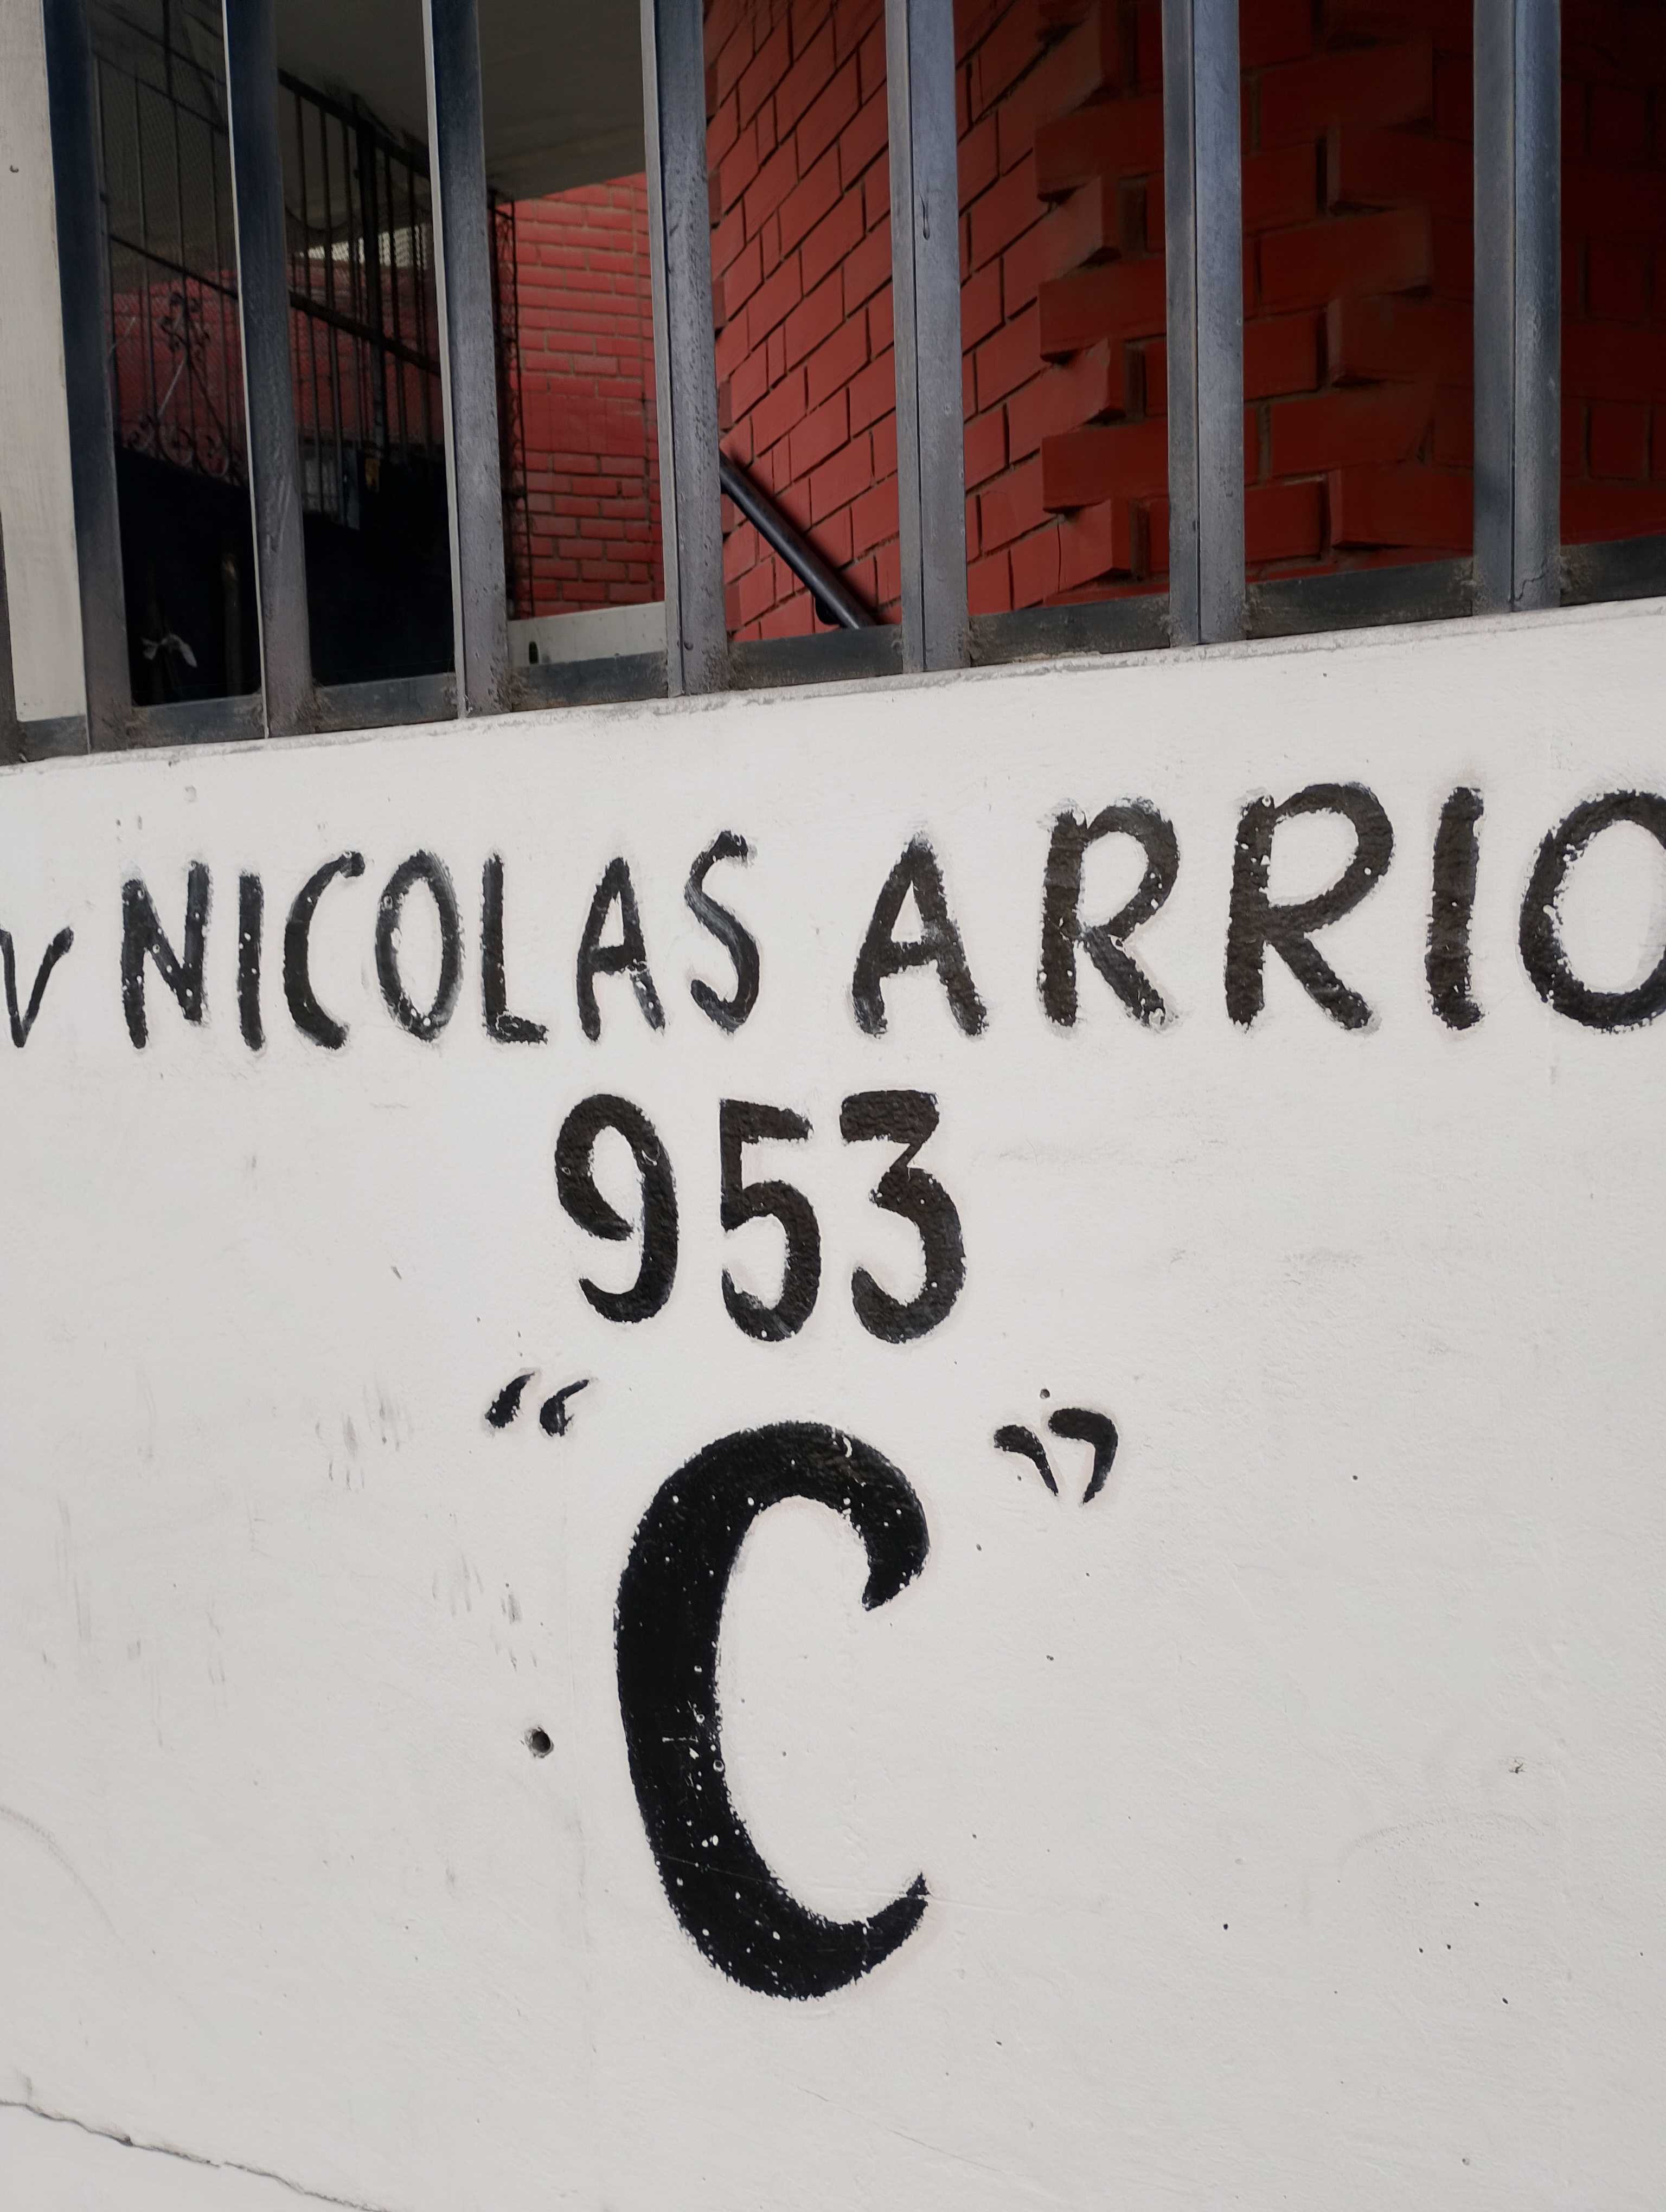 V NICOLAS ARRIO
953
“C”